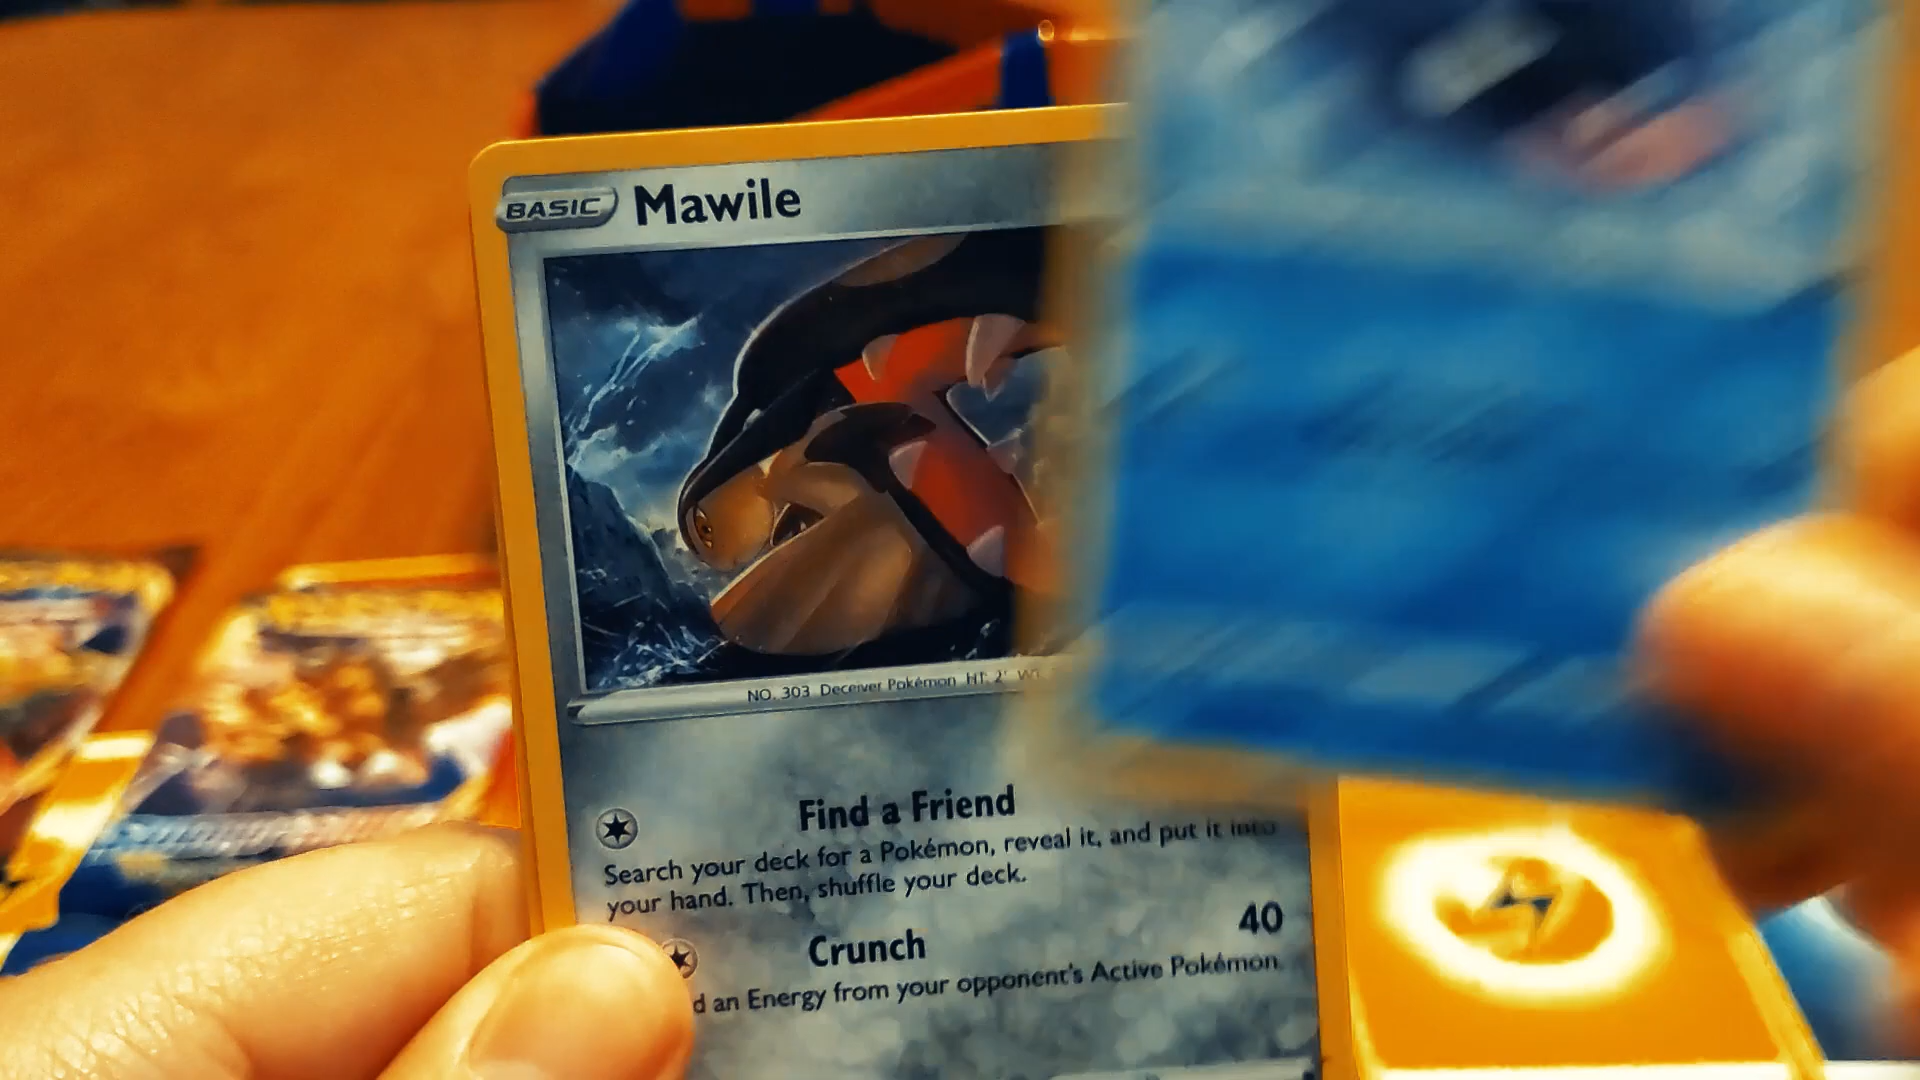 BASIC Mawile
NO. 303 Deceiver Pokémon HT: 2'
Find a Friend
Search your deck for a Pokémon, reveal it, and put it into
your hand. Then, shuffle your deck.
Crunch 40
an Energy from your opponent's Active Pokémon.